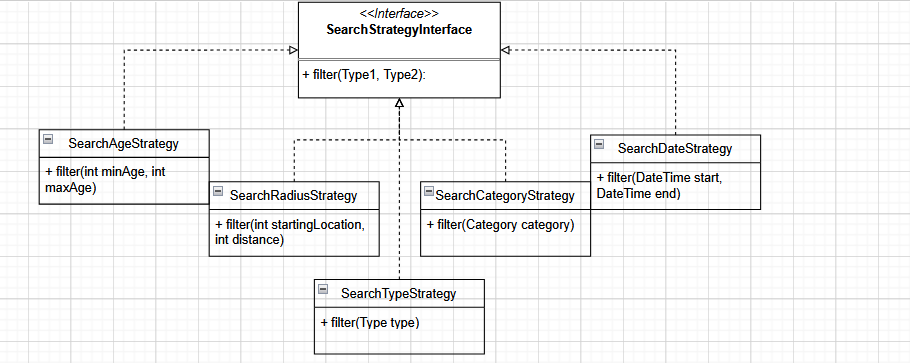 <<Interface>>
SearchStrategyInterface
+ filter(Type1, Type2):
SearchAgeStrategy
+ filter(int minAge, int
maxAge)
SearchRadiusStrategy
+ filter(int startingLocation,
int distance)
SearchCategoryStrategy
+ filter(Category category)
SearchDateStrategy
+ filter(DateTime start,
DateTime end)
SearchTypeStrategy
+ filter(Type type)